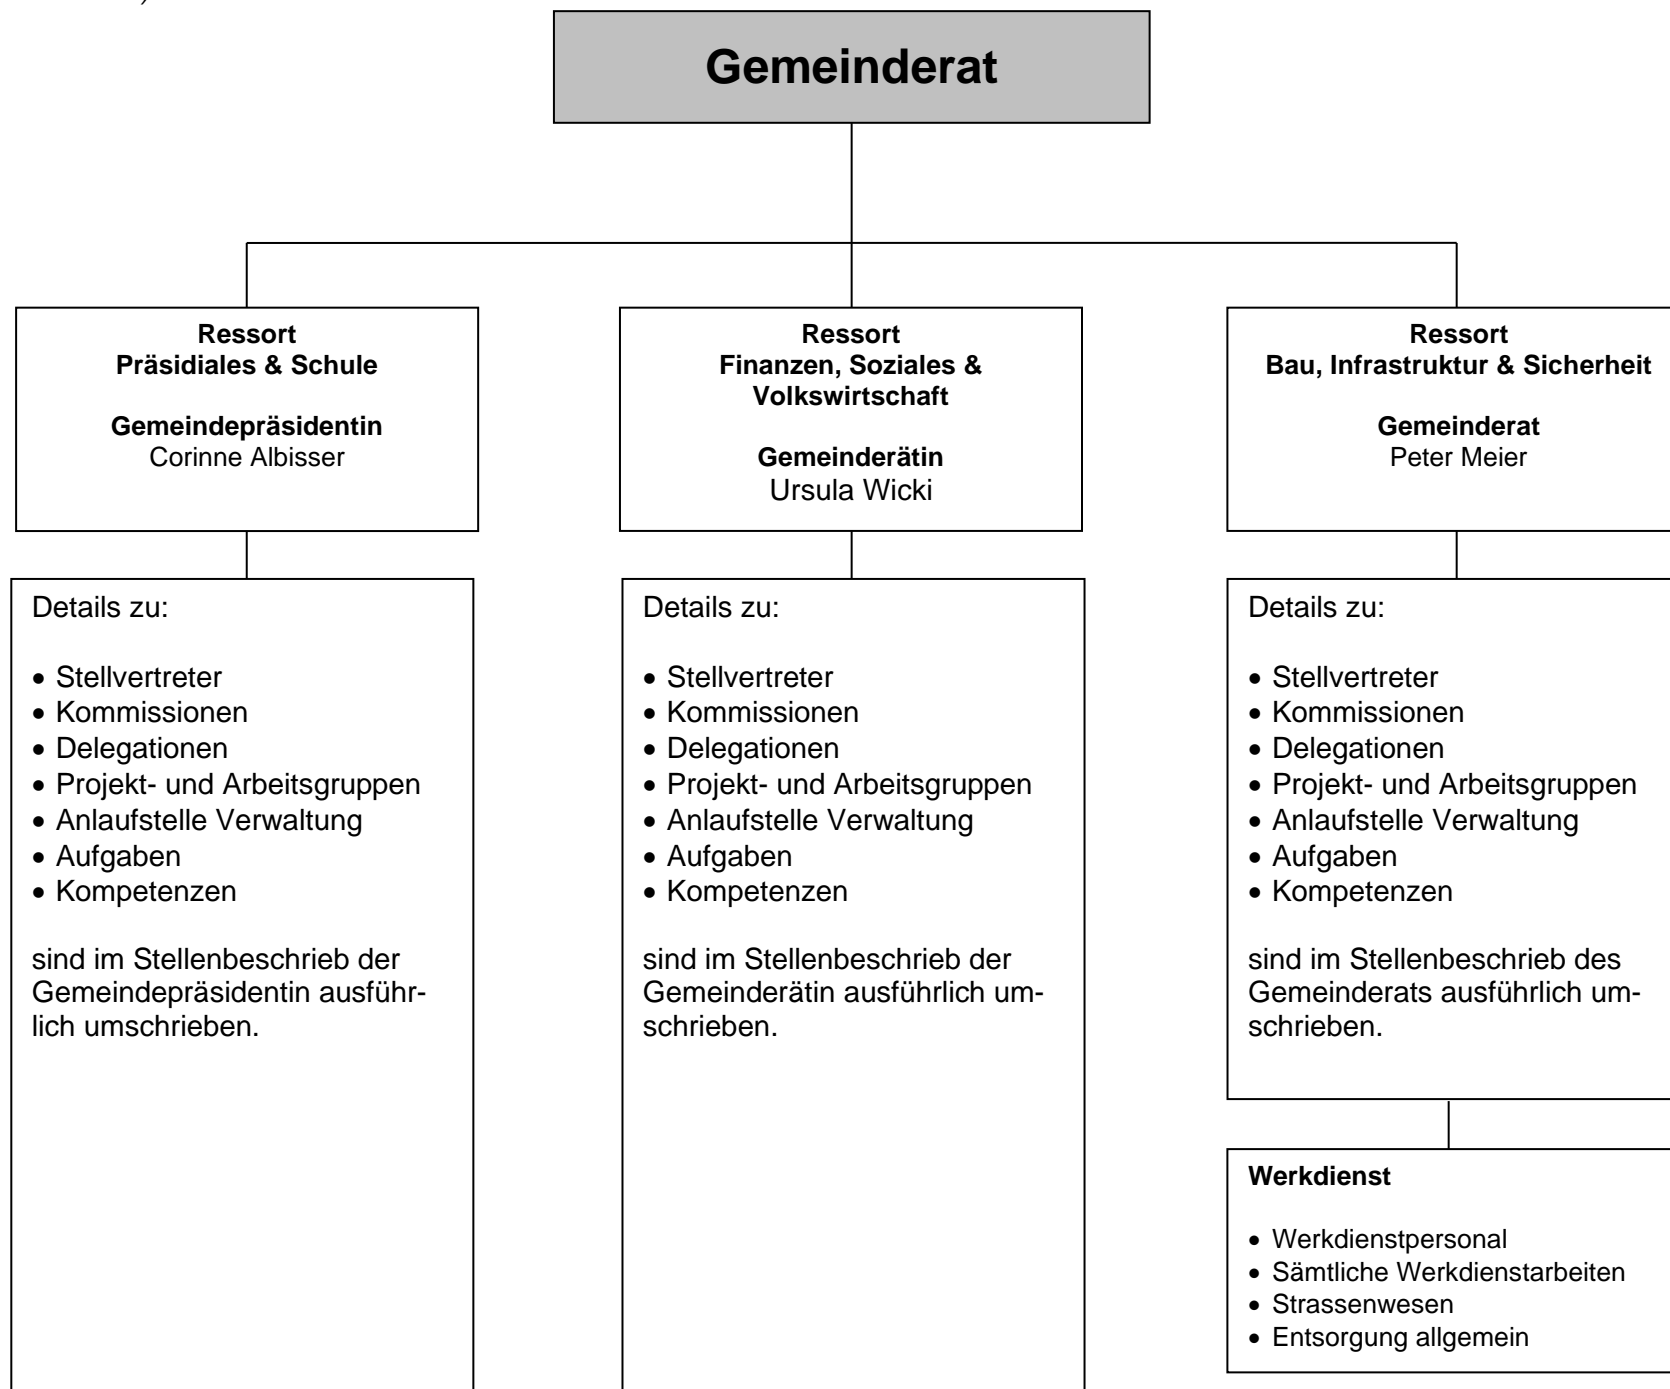 Gemeinderat
Ressort
Präsidiales & Schule
Gemeindepräsidentin
Corinne Albisser
Ressort
Finanzen, Soziales &
Volkswirtschaft
Gemeinderätin
Ursula Wicki
Ressort
Bau, Infrastruktur & Sicherheit
Gemeinderat
Peter Meier
Details zu:
• Stellvertreter
• Kommissionen
• Delegationen
• Projekt- und Arbeitsgruppen
• Anlaufstelle Verwaltung
• Aufgaben
• Kompetenzen
sind im Stellenbeschrieb der
Gemeindepräsidentin ausführ-
lich umschrieben.
Details zu:
• Stellvertreter
• Kommissionen
• Delegationen
• Projekt- und Arbeitsgruppen
• Anlaufstelle Verwaltung
• Aufgaben
• Kompetenzen
sind im Stellenbeschrieb der
Gemeinderätin ausführlich um-
schrieben.
Details zu:
• Stellvertreter
• Kommissionen
• Delegationen
• Projekt- und Arbeitsgruppen
• Anlaufstelle Verwaltung
• Aufgaben
• Kompetenzen
sind im Stellenbeschrieb des
Gemeinderats ausführlich um-
schrieben.
Werkdienst
• Werkdienstpersonal
• Sämtliche Werkdienstarbeiten
• Strassenwesen
• Entsorgung allgemein